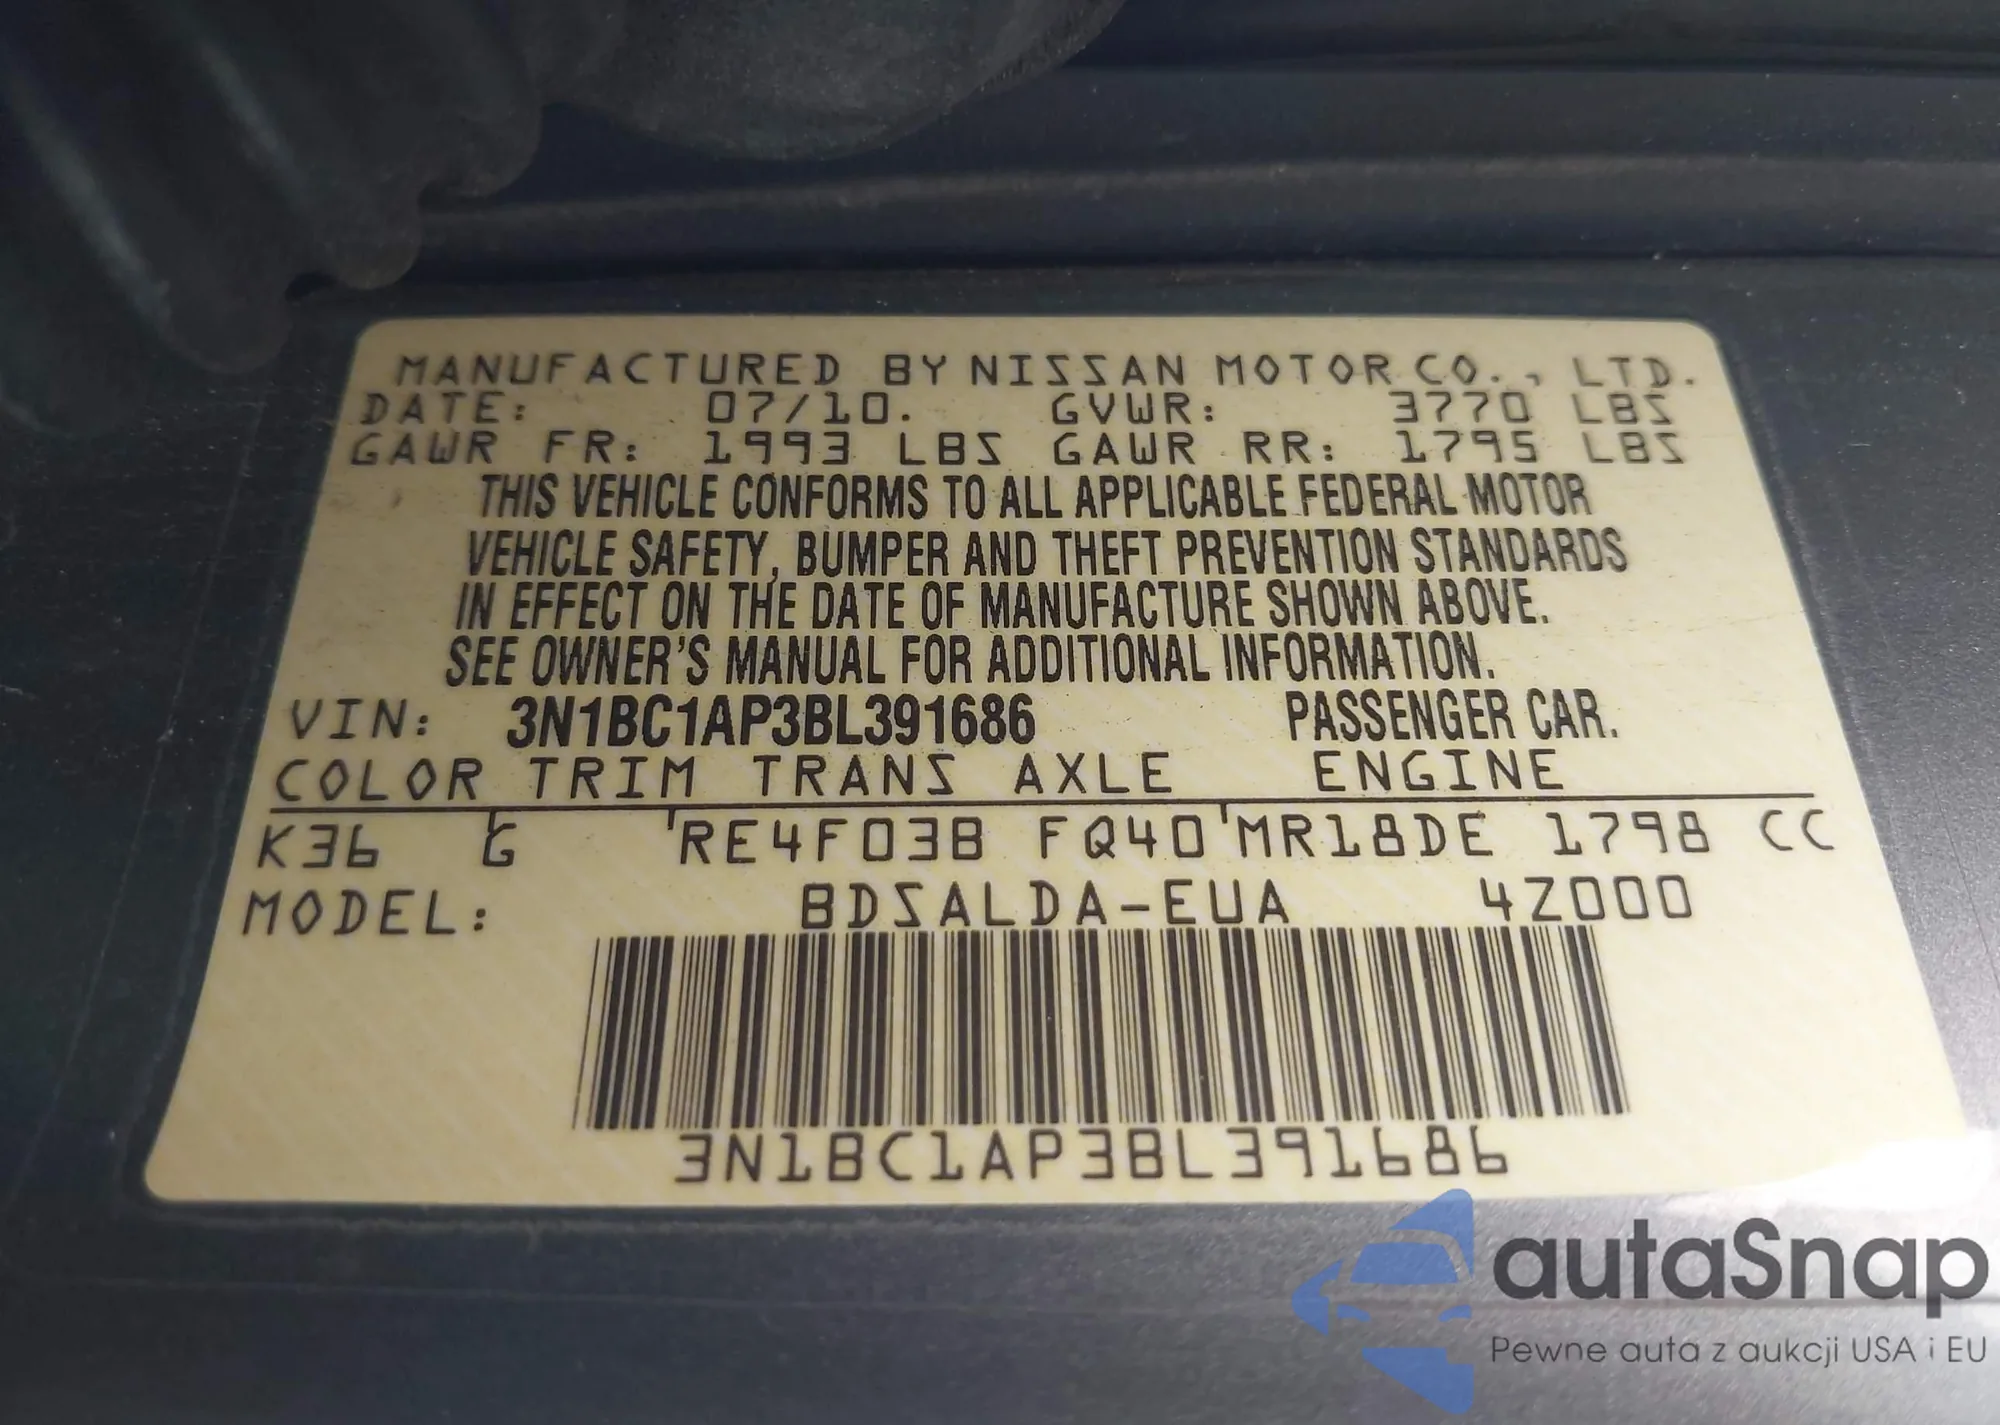 MANUFACTURED BY NISSAN MOTOR CO., LTD.
DATE: 07/10. GVWR: 3770 LBS
GAWR FR: 1993 LBS GAWR RR: 1795 LBS
THIS VEHICLE CONFORMS TO ALL APPLICABLE FEDERAL MOTOR
VEHICLE SAFETY, BUMPER AND THEFT PREVENTION STANDARDS
IN EFFECT ON THE DATE OF MANUFACTURE SHOWN ABOVE.
SEE OWNER'S MANUAL FOR ADDITIONAL INFORMATION.
VIN: 3N1BC1AP3BL391686 PASSENGER CAR.
COLOR TRIM TRANS AXLE ENGINE
K36 G RE4F03B FQ40 MR18DE 1798 CC
MODEL: BDSALDA-EUA 4Z000
3N1BC1AP3BL391686
autaSnap
Pewne auta z aukcji USA i EU